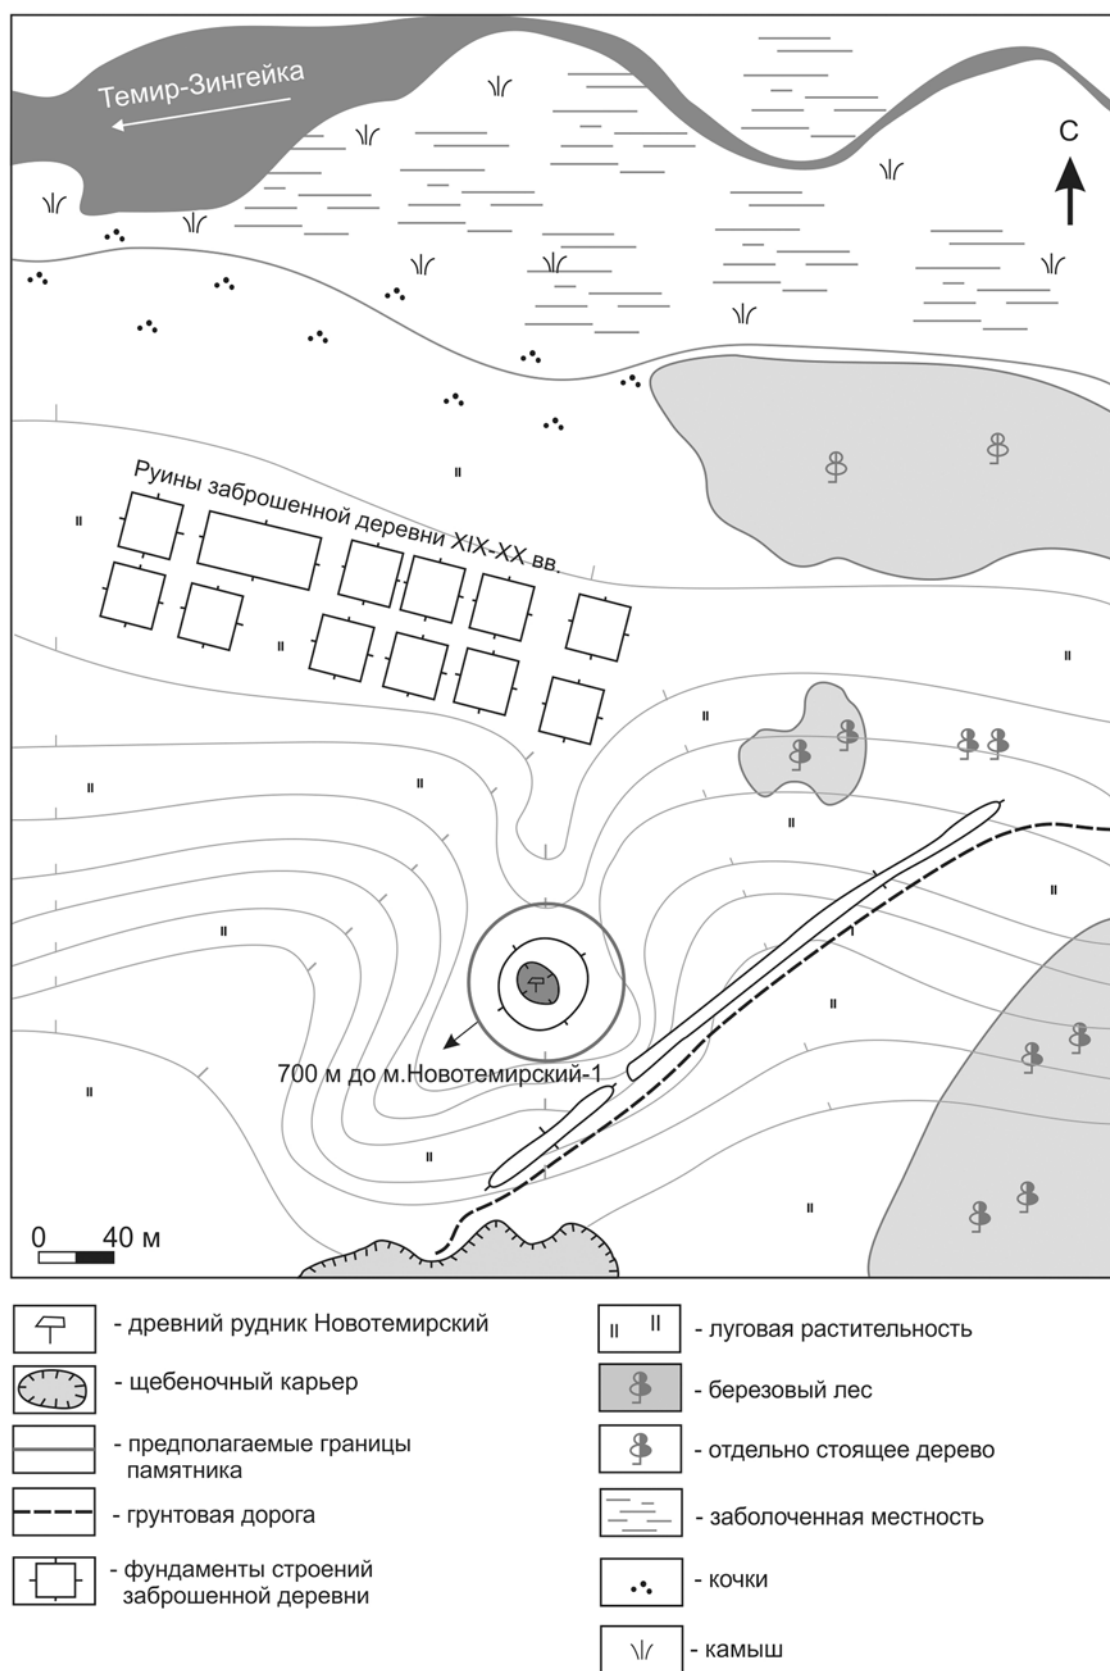 Темир-Зингейка
С
Руины заброшенной деревни XIX-XX вв.
700 м до м.Новотемирский-1
0 40 м
- древний рудник Новотемирский
- щебеночный карьер
- предполагаемые границы
памятника
- грунтовая дорога
- фундаменты строений
заброшенной деревни
- луговая растительность
- березовый лес
- отдельно стоящее дерево
- заболоченная местность
- кочки
- камыш